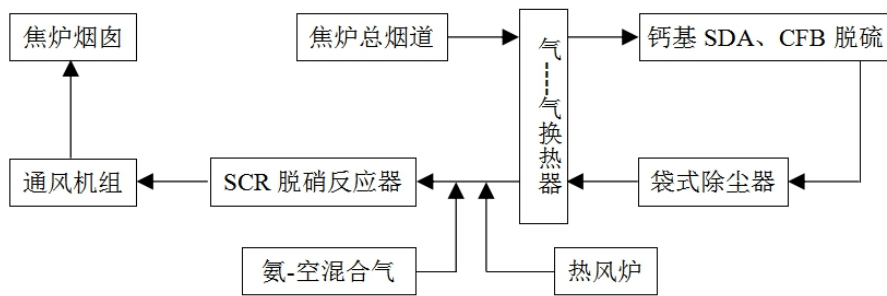 焦炉烟囱
焦炉总烟道
气----气换热器
钙基 SDA、CFB 脱硫
通风机组
SCR 脱硝反应器
袋式除尘器
氨-空混合气
热风炉